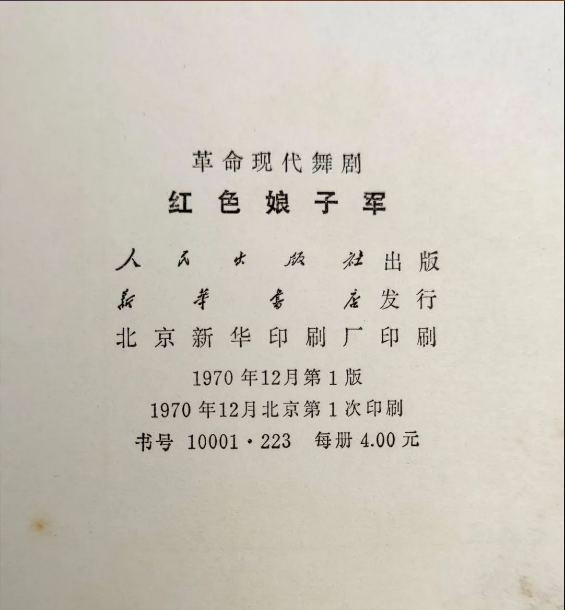 革命现代舞剧
红色娘子军
人民出版社出版
新华书店发行
北京新华印刷厂印刷
1970年12月第1版
1970年12月北京第1次印刷
书号 10001·223 每册 4.00 元